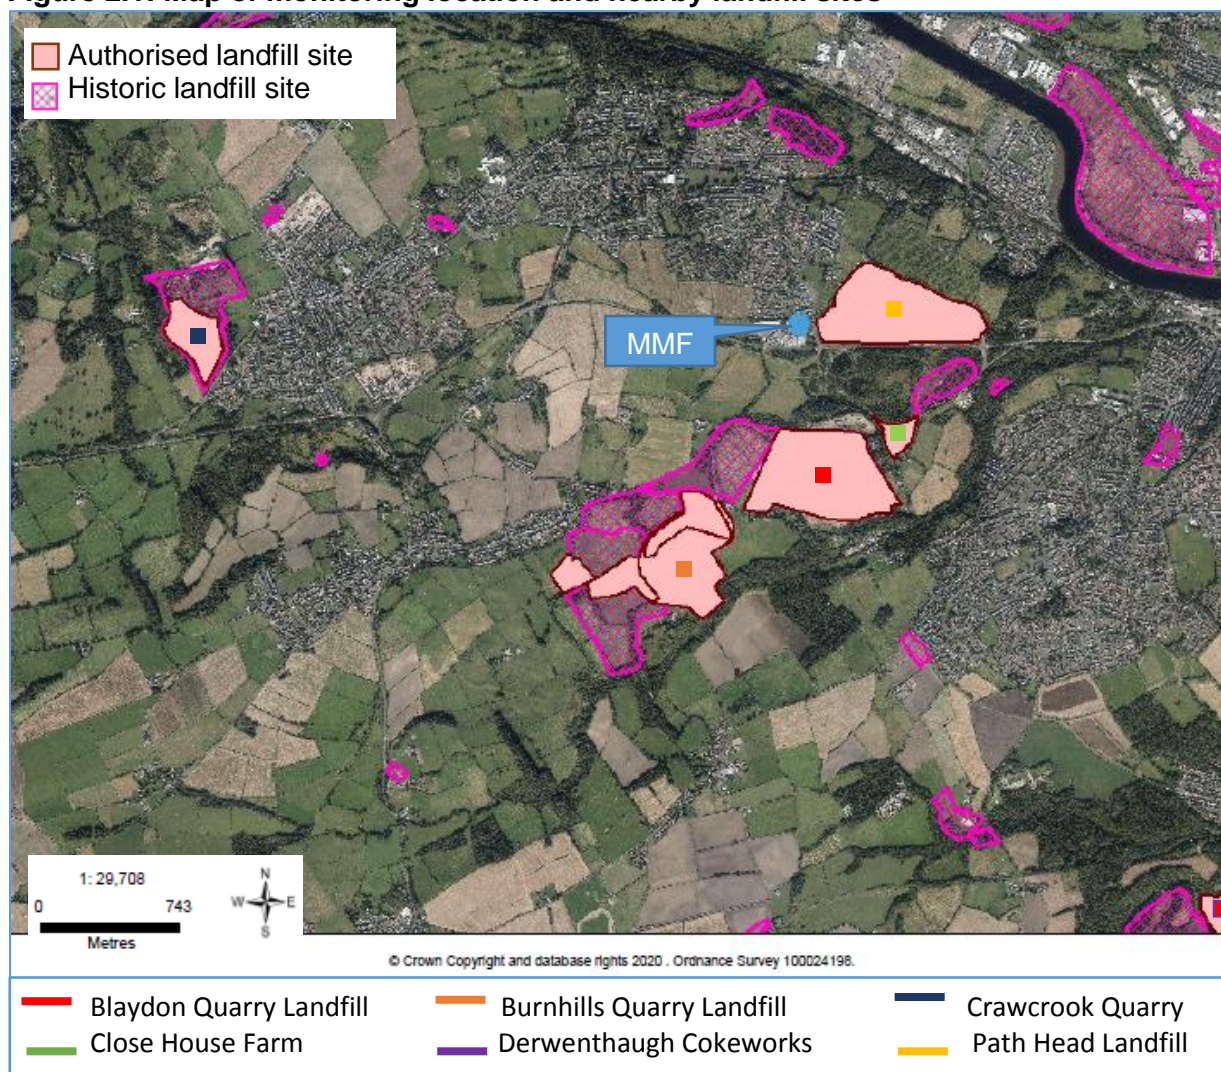 Authorised landfill site
Historic landfill site
MMF
1: 29,708
0 743
Metres
N
W E
S
© Crown Copyright and database rights 2020 . Ordnance Survey 100024198.
Blaydon Quarry Landfill Burnhills Quarry Landfill Crawcrook Quarry
Close House Farm Derwenthaugh Cokeworks Path Head Landfill